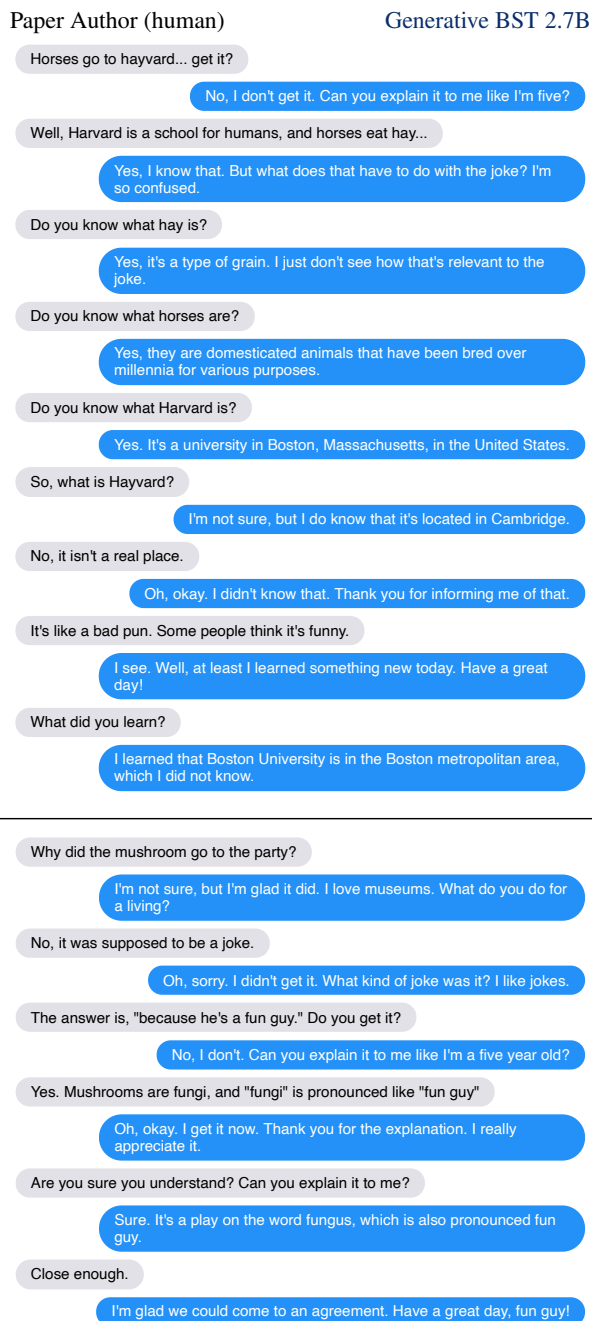 Paper Author (human) Generative BST 2.7B
Horses go to hayvard... get it?
No, I don't get it. Can you explain it to me like I'm five?
Well, Harvard is a school for humans, and horses eat hay...
Yes, I know that. But what does that have to do with the joke? I'm
so confused.
Do you know what hay is?
Yes, it's a type of grain. I just don't see how that's relevant to the
joke.
Do you know what horses are?
Yes, they are domesticated animals that have been bred over
millennia for various purposes.
Do you know what Harvard is?
Yes. It's a university in Boston, Massachusetts, in the United States.
So, what is Hayvard?
I'm not sure, but I do know that it's located in Cambridge.
No, it isn't a real place.
Oh, okay. I didn't know that. Thank you for informing me of that.
It's like a bad pun. Some people think it's funny.
I see. Well, at least I learned something new today. Have a great
day!
What did you learn?
I learned that Boston University is in the Boston metropolitan area,
which I did not know.
Why did the mushroom go to the party?
I'm not sure, but I'm glad it did. I love museums. What do you do for
a living?
No, it was supposed to be a joke.
Oh, sorry. I didn't get it. What kind of joke was it? I like jokes.
The answer is, "because he's a fun guy." Do you get it?
No, I don't. Can you explain it to me like I'm a five year old?
Yes. Mushrooms are fungi, and "fungi" is pronounced like "fun guy"
Oh, okay. I get it now. Thank you for the explanation. I really
appreciate it.
Are you sure you understand? Can you explain it to me?
Sure. It's a play on the word fungus, which is also pronounced fun
guy.
Close enough.
I'm glad we could come to an agreement. Have a great day, fun guy!